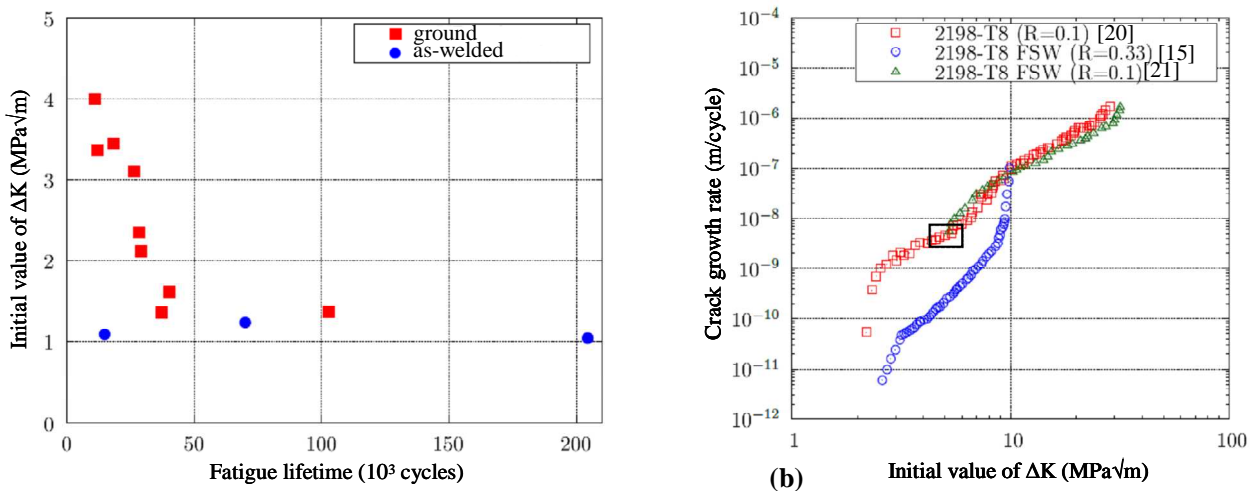 5
4
3
2
1
0
0
50
100
150
200
Initial value of ΔK (MPa√m)
Fatigue lifetime (10³ cycles)
ground
as-welded
10⁻⁴
10⁻⁵
10⁻⁶
10⁻⁷
10⁻⁸
10⁻⁹
10⁻¹⁰
10⁻¹¹
10⁻¹²
1
10
100
Crack growth rate (m/cycle)
2198-T8 (R=0.1) [20]
2198-T8 FSW (R=0.33) [15]
2198-T8 FSW (R=0.1)[21]
(b)
Initial value of ΔK (MPa√m)